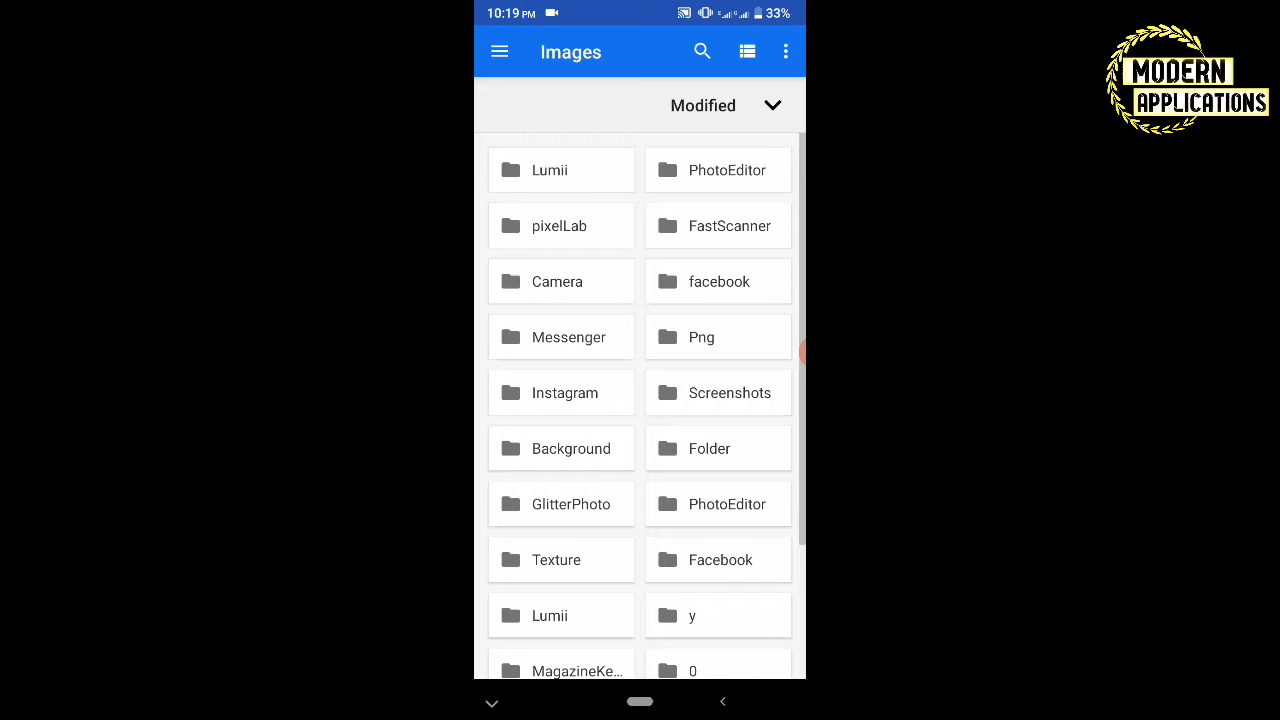 10:19 PM
33%
Images
Modified
Lumii
PhotoEditor
pixelLab
FastScanner
Camera
facebook
Messenger
Png
Instagram
Screenshots
Background
Folder
GlitterPhoto
PhotoEditor
Texture
Facebook
Lumii
y
MagazineKe...
0
MODERN
APPLICATIONS